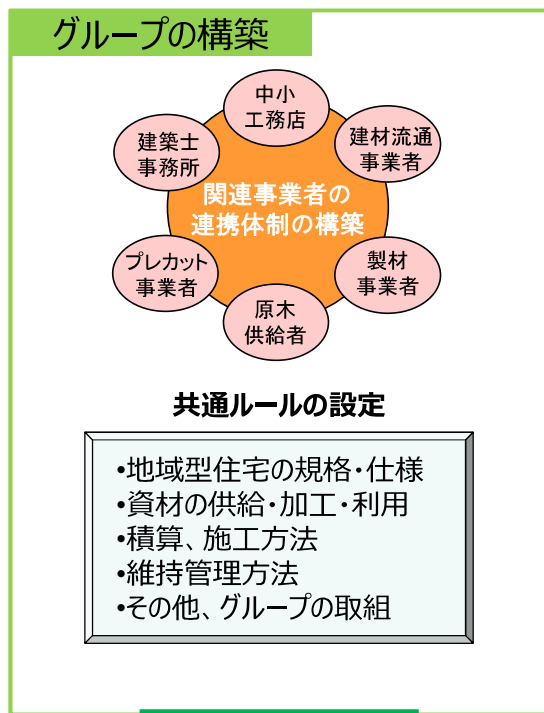 グループの構築
中小
工務店
建築士
事務所
建材流通
事業者
関連事業者の
連携体制の構築
プレカット
事業者
製材
事業者
原木
供給者
共通ルールの設定
•地域型住宅の規格・仕様
•資材の供給・加工・利用
•積算、施工方法
•維持管理方法
•その他、グループの取組